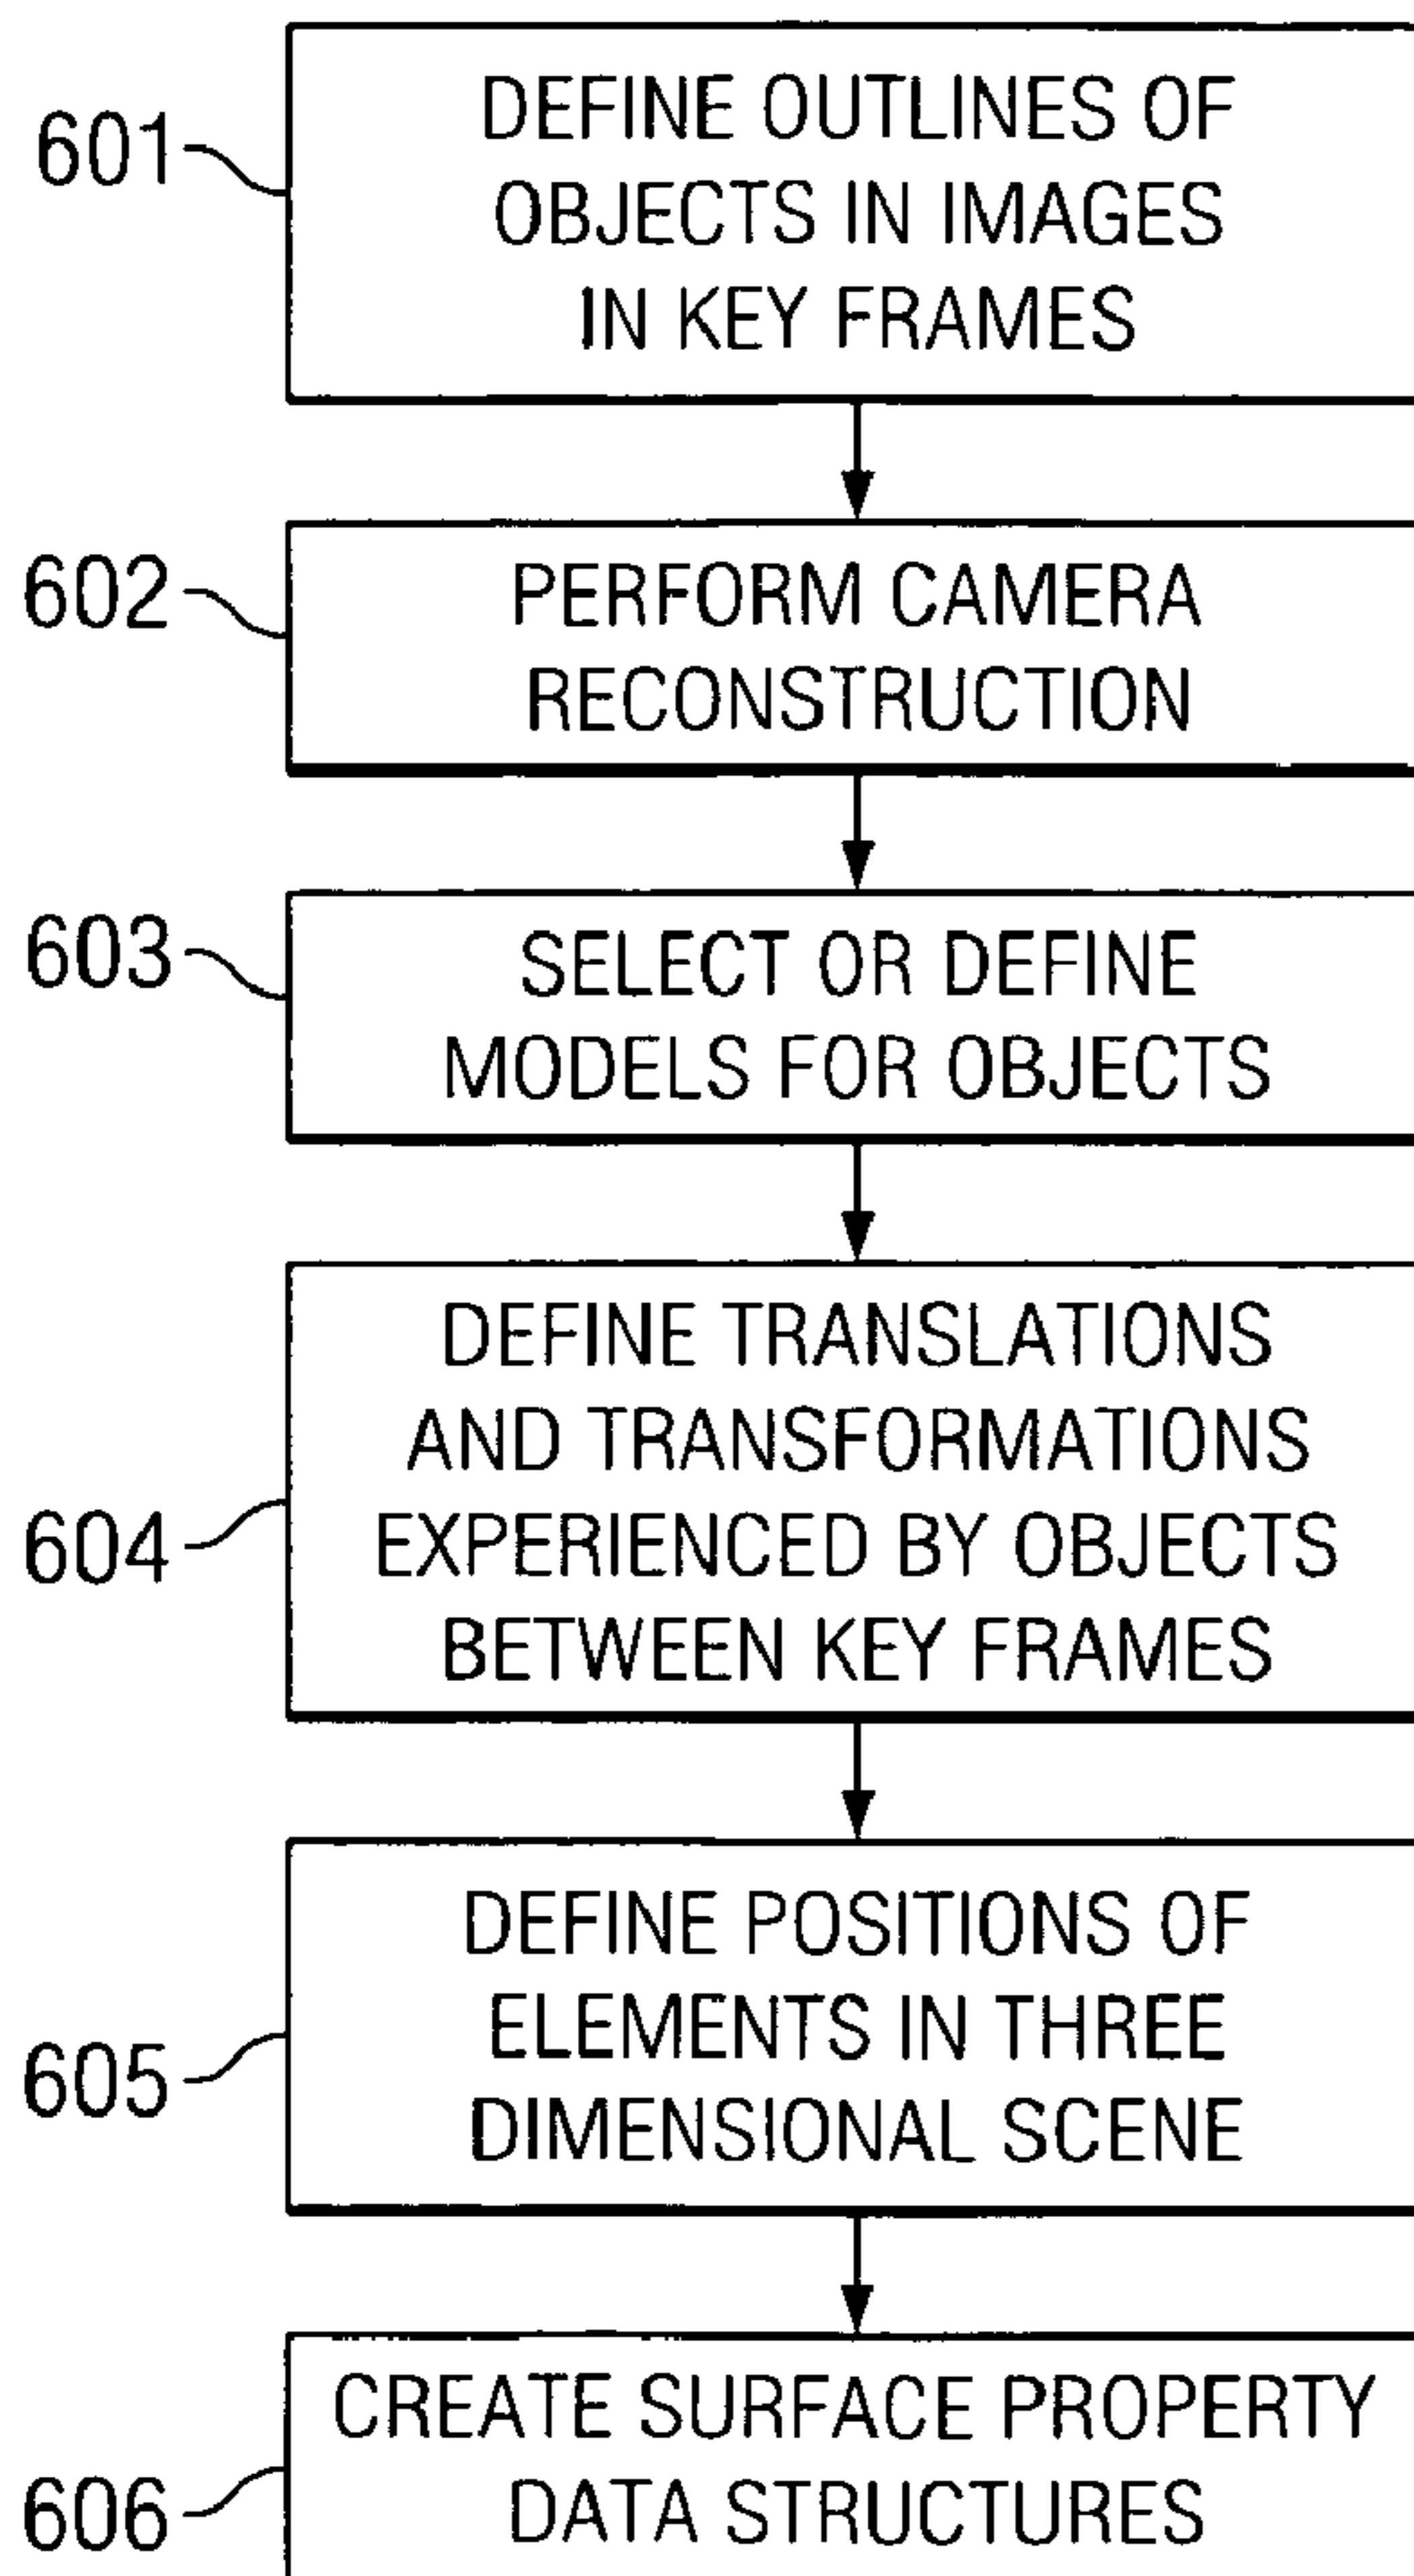 601
DEFINE OUTLINES OF
OBJECTS IN IMAGES
IN KEY FRAMES
602
PERFORM CAMERA
RECONSTRUCTION
603
SELECT OR DEFINE
MODELS FOR OBJECTS
604
DEFINE TRANSLATIONS
AND TRANSFORMATIONS
EXPERIENCED BY OBJECTS
BETWEEN KEY FRAMES
605
DEFINE POSITIONS OF
ELEMENTS IN THREE
DIMENSIONAL SCENE
606
CREATE SURFACE PROPERTY
DATA STRUCTURES